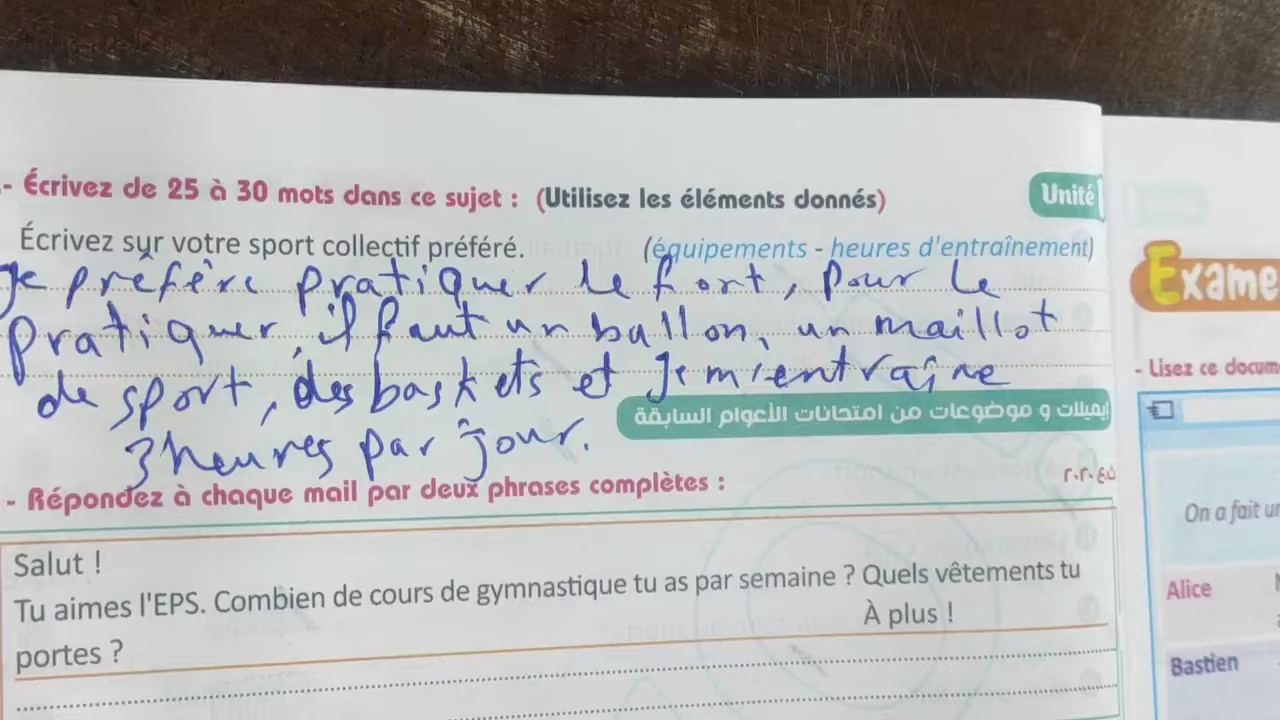 - Écrivez de 25 à 30 mots dans ce sujet : (Utilisez les éléments donnés)
Unité
Écrivez sur votre sport collectif préféré. (équipements - heures d'entraînement)
Je préfère pratiquer le foot, pour le
pratiquer, il faut un ballon, un maillot
de sport, des baskets et je m'entraîne
3 heures par jour.
إيميلات و موضوعات من امتحانات الأعوام السابقة
- Répondez à chaque mail par deux phrases complètes :
Salut !
Tu aimes l'EPS. Combien de cours de gymnastique tu as par semaine ? Quels vêtements tu
portes ? À plus !
Exame
- Lisez ce docum
On a fait un
Alice
Bastien